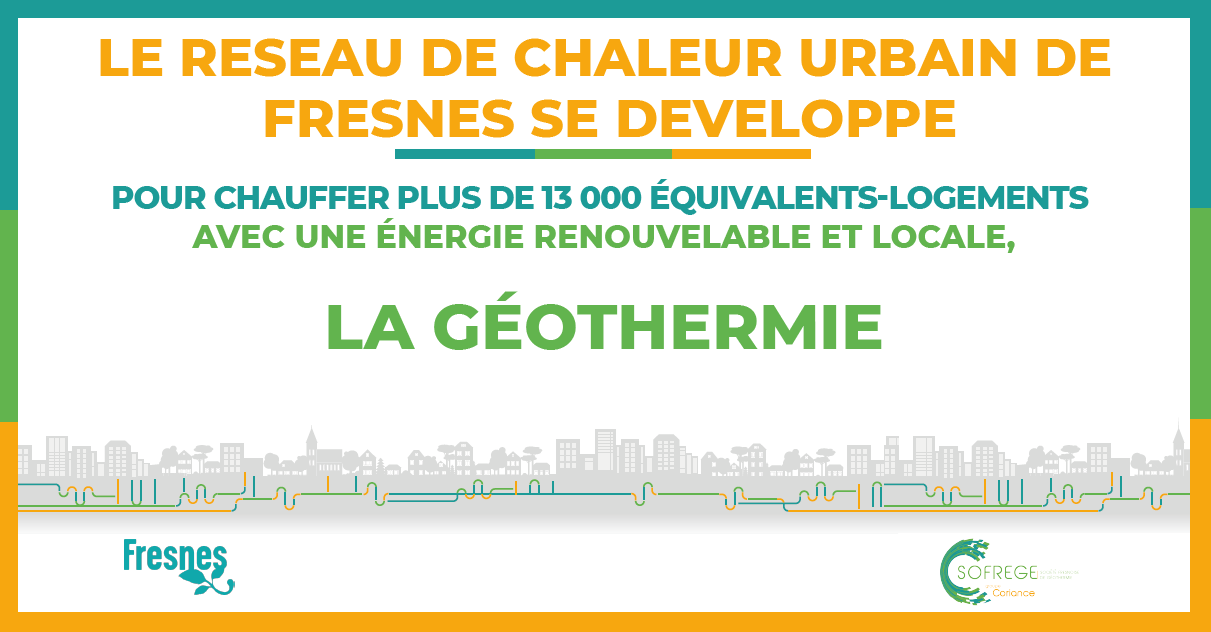 LE RESEAU DE CHALEUR URBAIN DE
FRESNES SE DEVELOPPE
POUR CHAUFFER PLUS DE 13 000 ÉQUIVALENTS-LOGEMENTS
AVEC UNE ÉNERGIE RENOUVELABLE ET LOCALE,
LA GÉOTHERMIE
Fresnes
SOFREGE
Coriance